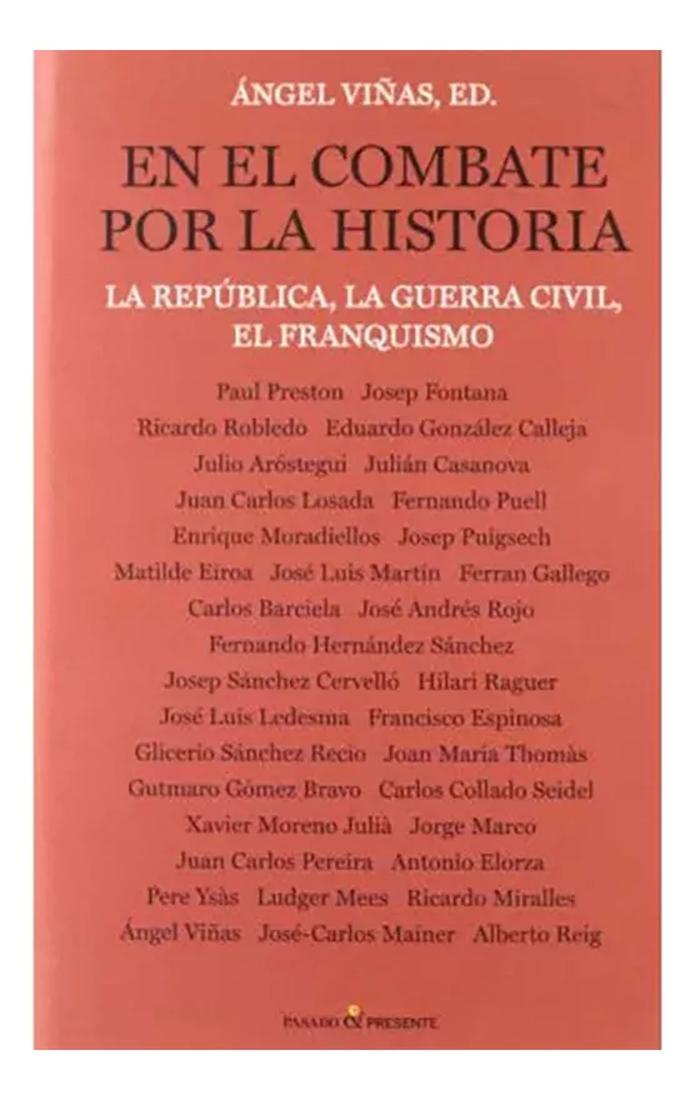 ÁNGEL VIÑAS, ED.
EN EL COMBATE
POR LA HISTORIA
LA REPÚBLICA, LA GUERRA CIVIL,
EL FRANQUISMO
Paul Preston Josep Fontana
Ricardo Robledo Eduardo González Calleja
Julio Aróstegui Julián Casanova
Juan Carlos Losada Fernando Puell
Enrique Moradiellos Josep Puigsech
Matilde Eiroa José Luis Martín Ferran Gallego
Carlos Barciela José Andrés Rojo
Fernando Hernández Sánchez
Josep Sánchez Cervelló Hilari Raguer
José Luis Ledesma Francisco Espinosa
Glicerio Sánchez Recio Joan Maria Thomàs
Gutmaro Gómez Bravo Carlos Collado Seidel
Xavier Moreno Julià Jorge Marco
Juan Carlos Pereira Antonio Elorza
Pere Ysàs Ludger Mees Ricardo Miralles
Ángel Viñas José-Carlos Mainer Alberto Reig
PASADO & PRESENTE